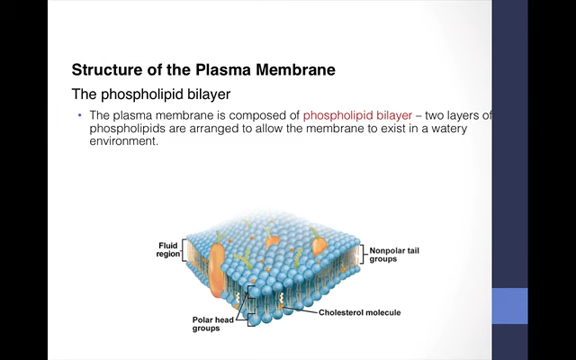 Structure of the Plasma Membrane
The phospholipid bilayer
• The plasma membrane is composed of phospholipid bilayer – two layers of
phospholipids are arranged to allow the membrane to exist in a watery
environment.
Fluid
region
Nonpolar tail
groups
Cholesterol molecule
Polar head
groups